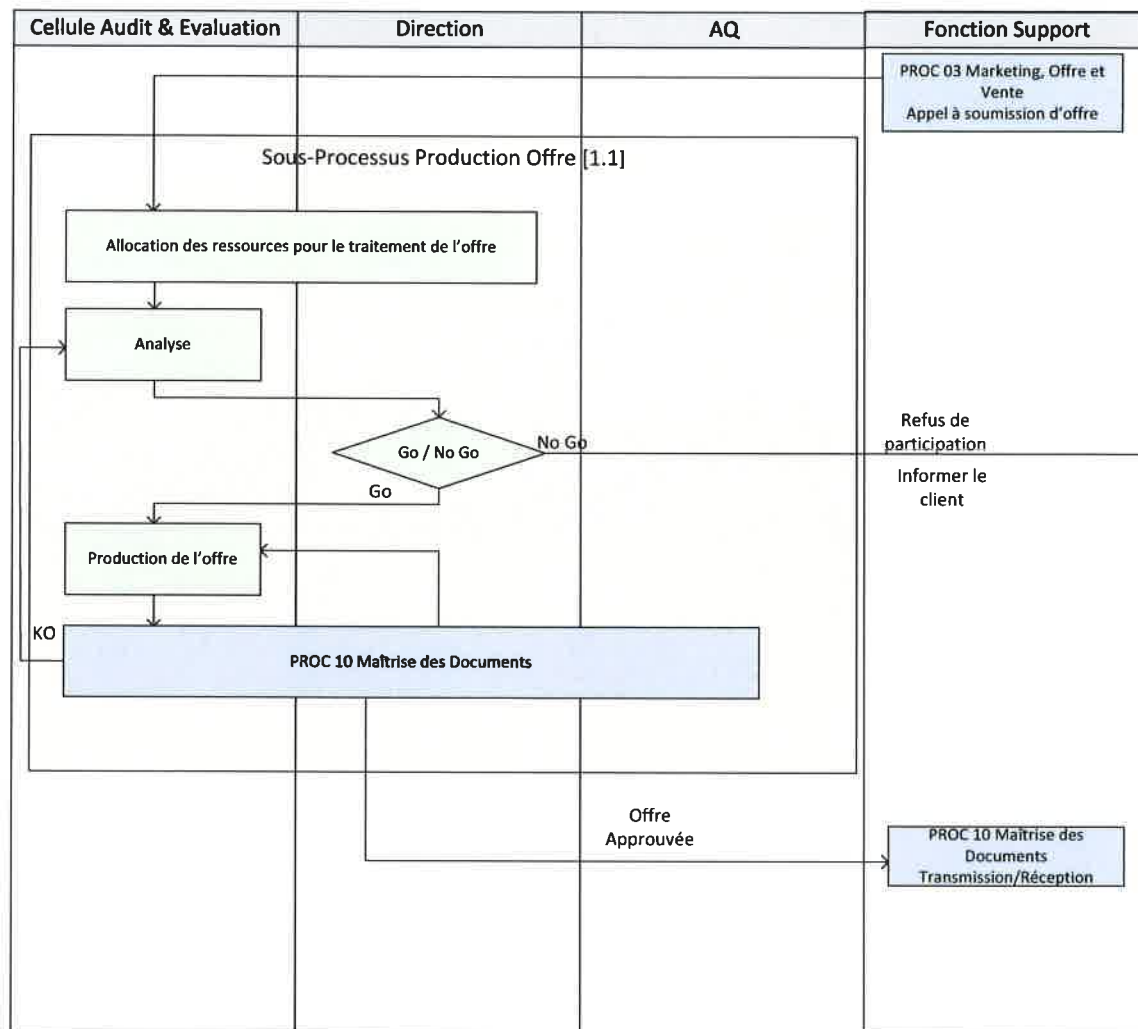 Cellule Audit & Evaluation
Direction
AQ
Fonction Support
PROC 03 Marketing, Offre et
Vente
Appel à soumission d'offre
Sous-Processus Production Offre [1.1]
Allocation des ressources pour le traitement de l'offre
Analyse
Go / No Go
No Go
Refus de
participation
Informer le
client
Go
Production de l'offre
KO
PROC 10 Maîtrise des Documents
Offre
Approuvée
PROC 10 Maîtrise des
Documents
Transmission/Réception